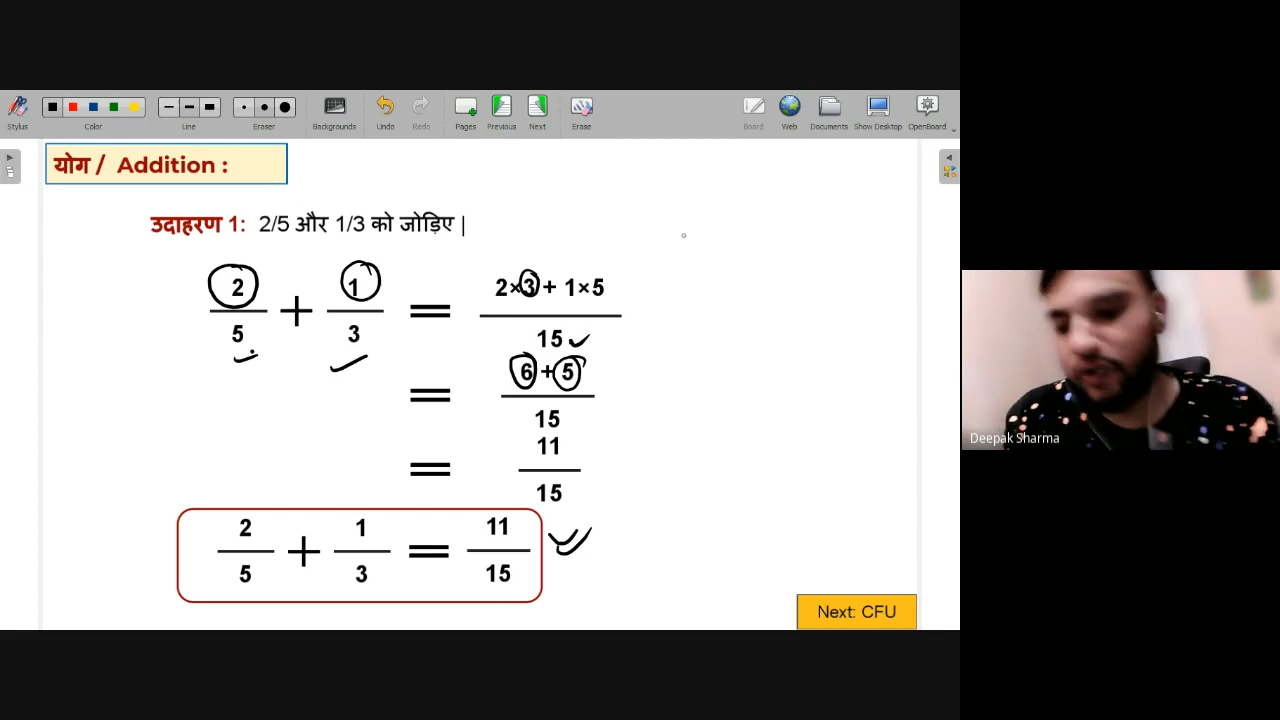 Stylus Color Line Eraser Backgrounds Undo Redo Pages Previous Next Erase Board Web Documents Show Desktop OpenBoard
योग / Addition :
उदाहरण 1: 2/5 और 1/3 को जोड़िए |
2/5 + 1/3 = 2×3 + 1×5/15
= 6+5/15
= 11/15
2/5 + 1/3 = 11/15
Next: CFU
Deepak Sharma